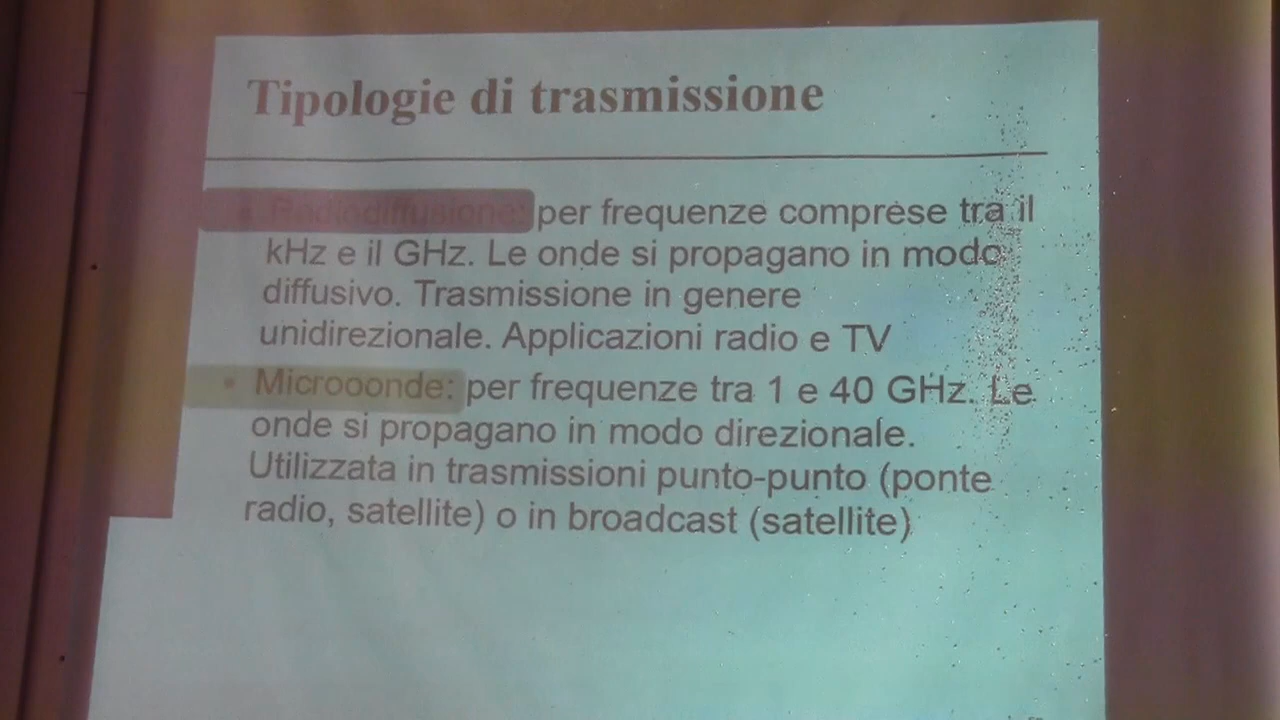 Tipologie di trasmissione
• Radiodiffusione: per frequenze comprese tra il
kHz e il GHz. Le onde si propagano in modo
diffusivo. Trasmissione in genere
unidirezionale. Applicazioni radio e TV
• Microoonde: per frequenze tra 1 e 40 GHz. Le
onde si propagano in modo direzionale.
Utilizzata in trasmissioni punto-punto (ponte
radio, satellite) o in broadcast (satellite)